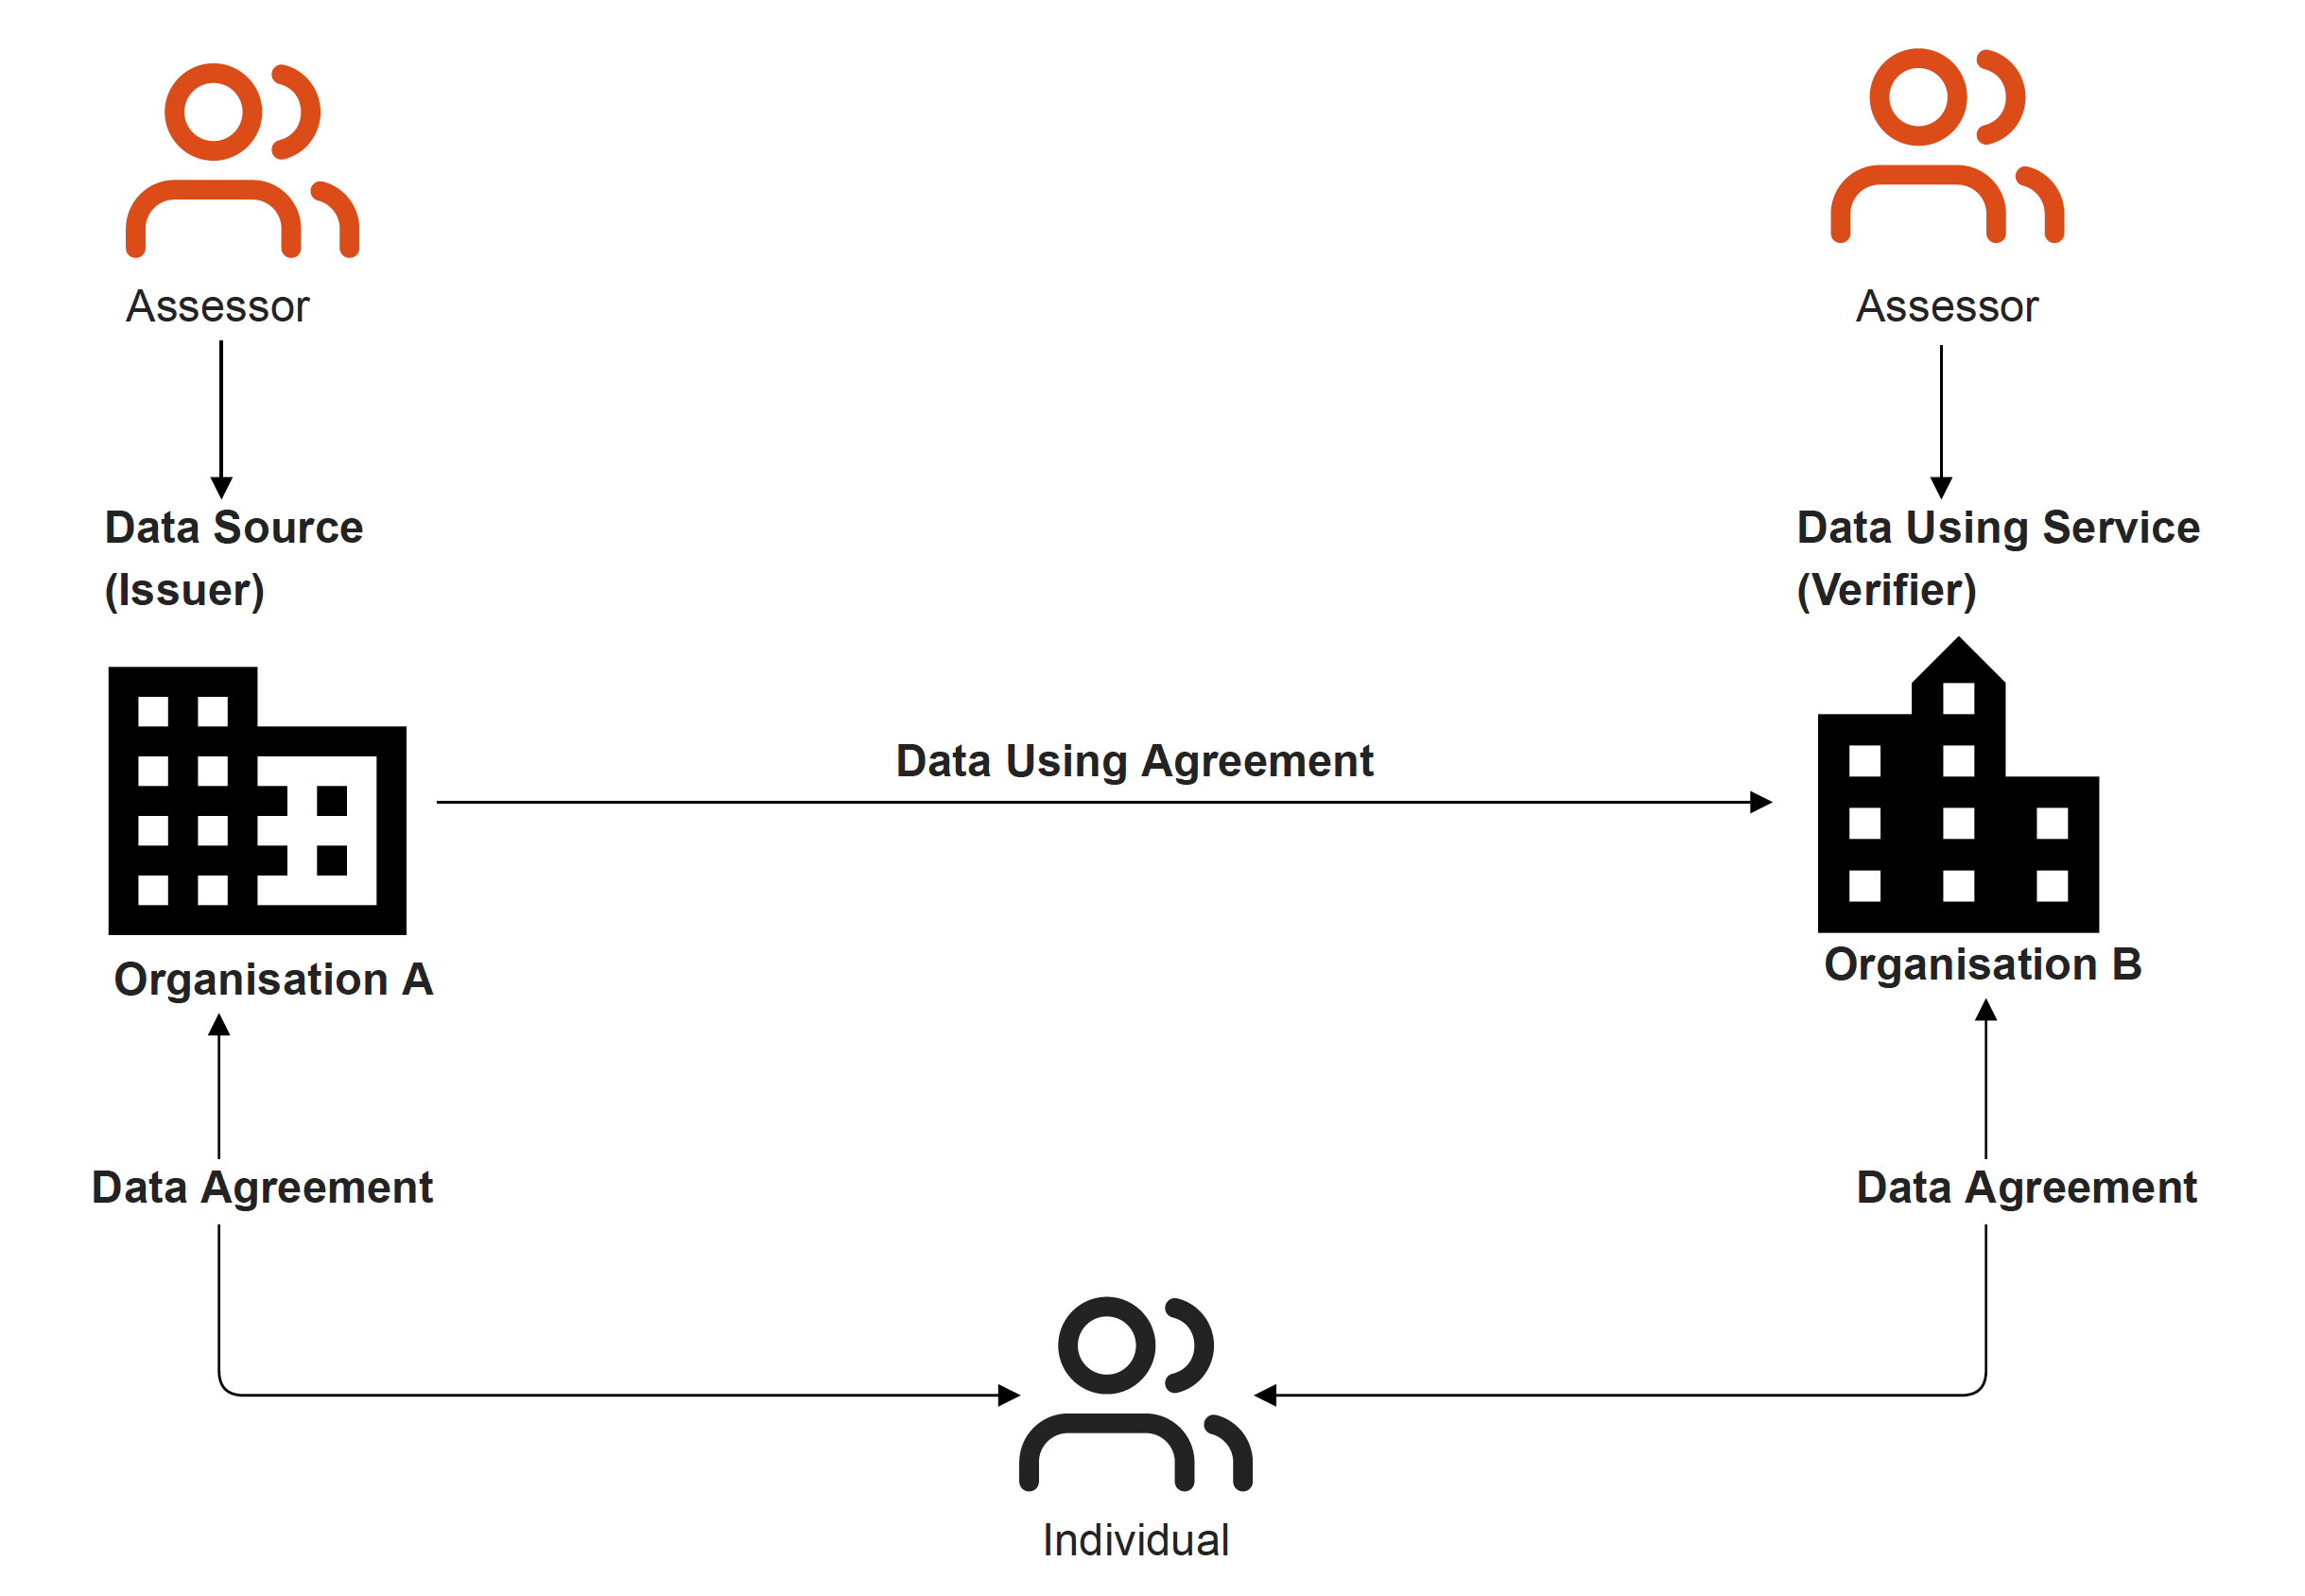 Assessor
Assessor
Data Source
(Issuer)
Data Using Service
(Verifier)
Data Using Agreement
Organisation A
Organisation B
Data Agreement
Data Agreement
Individual